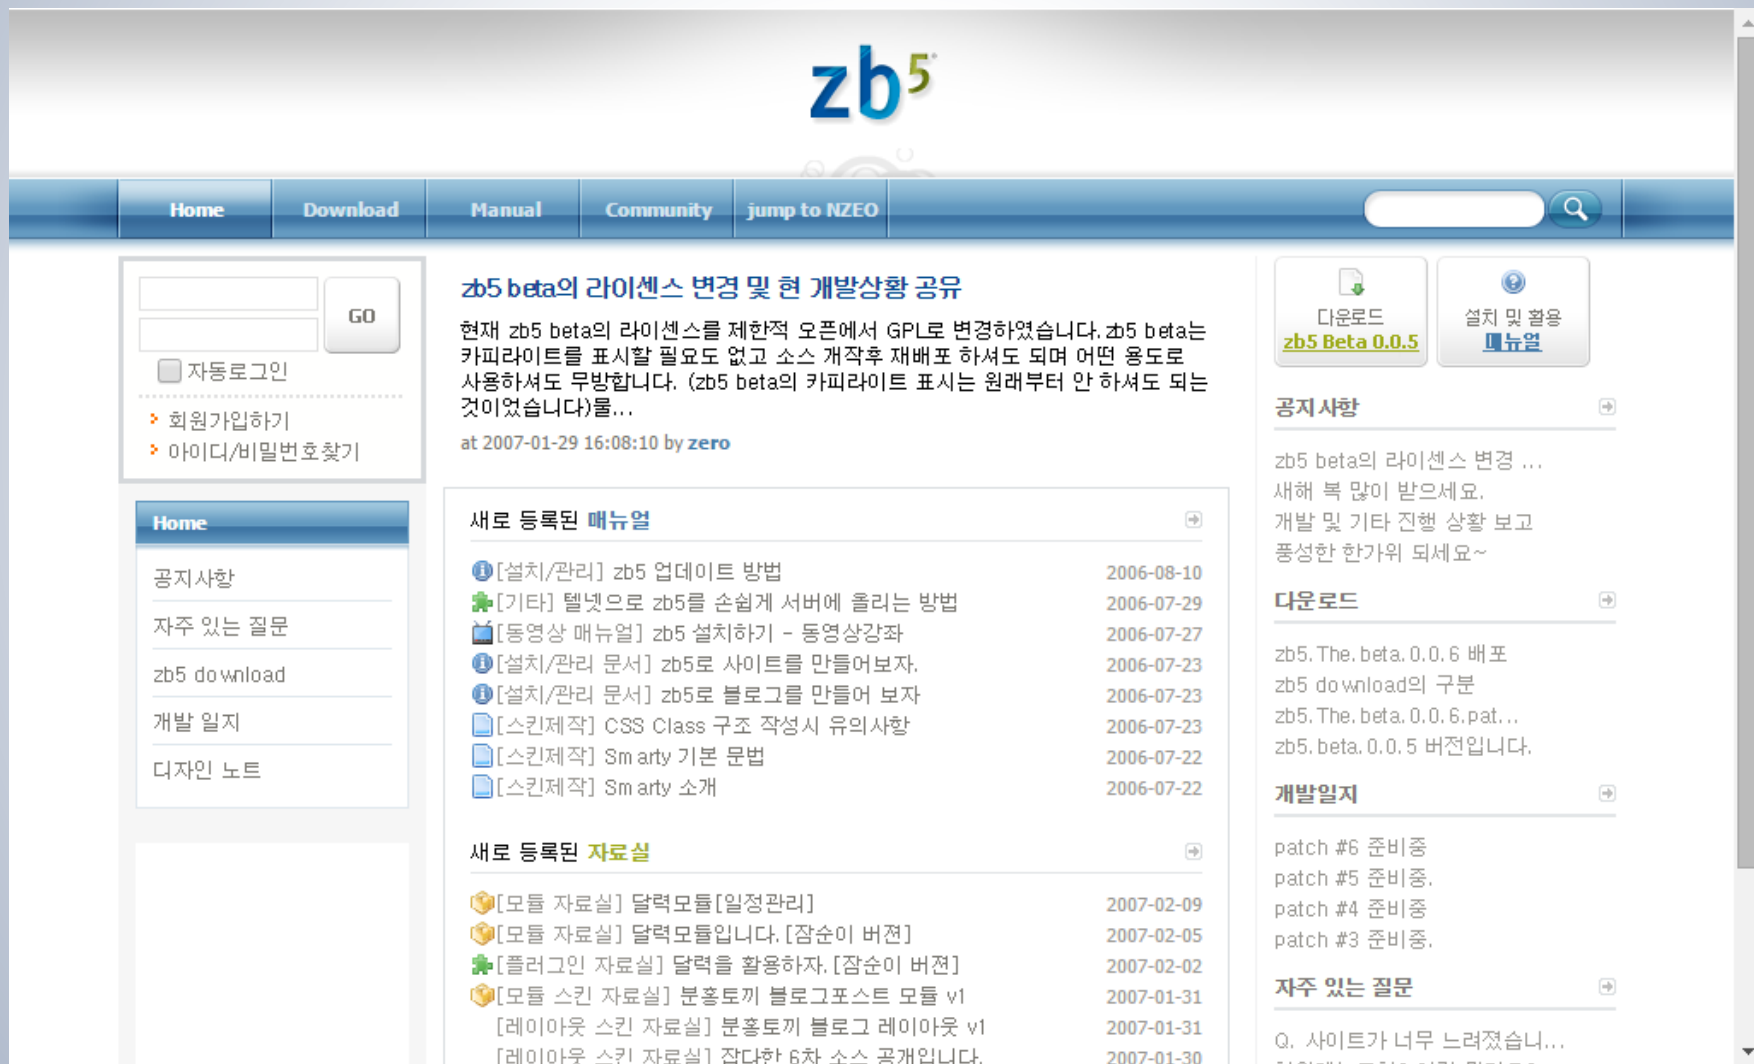 zb5
Home
Download
Manual
Community
jump to NZEO
GO
자동로그인
회원가입하기
아이디/비밀번호찾기
Home
공지사항
자주 있는 질문
zb5 download
개발 일지
디자인 노트
zb5 beta의 라이센스 변경 및 현 개발상황 공유
현재 zb5 beta의 라이센스를 제한적 오픈에서 GPL로 변경하였습니다.zb5 beta는
카피라이트를 표시할 필요도 없고 소스 개작후 재배포 하셔도 되며 어떤 용도로
사용하셔도 무방합니다. (zb5 beta의 카피라이트 표시는 원래부터 안 하셔도 되는
것이었습니다)물...
at 2007-01-29 16:08:10 by zero
새로 등록된 매뉴얼
[설치/관리] zb5 업데이트 방법 2006-08-10
[기타] 텔넷으로 zb5를 손쉽게 서버에 올리는 방법 2006-07-29
[동영상 매뉴얼] zb5 설치하기 - 동영상강좌 2006-07-27
[설치/관리 문서] zb5로 사이트를 만들어보자. 2006-07-23
[설치/관리 문서] zb5로 블로그를 만들어 보자 2006-07-23
[스킨제작] CSS Class 구조 작성시 유의사항 2006-07-23
[스킨제작] Smarty 기본 문법 2006-07-22
[스킨제작] Smarty 소개 2006-07-22
새로 등록된 자료실
[모듈 자료실] 달력모듈[일정관리] 2007-02-09
[모듈 자료실] 달력모듈입니다.[잠순이 버젼] 2007-02-05
[플러그인 자료실] 달력을 활용하자.[잠순이 버젼] 2007-02-02
[모듈 스킨 자료실] 분홍토끼 블로그포스트 모듈 v1 2007-01-31
[레이아웃 스킨 자료실] 분홍토끼 블로그 레이아웃 v1 2007-01-31
[레이아웃 스킨 자료실] 잡다한 6차 소스 공개입니다. 2007-01-30
다운로드
zb5 Beta 0.0.5
설치 및 활용
공지사항
zb5 beta의 라이센스 변경 ...
새해 복 많이 받으세요.
개발 및 기타 진행 상황 보고
풍성한 한가위 되세요~
다운로드
zb5.The.beta.0.0.6 배포
zb5 download의 구분
zb5.The.beta.0.0.6.pat...
zb5.beta.0.0.5 버전입니다.
개발일지
patch #6 준비중
patch #5 준비중.
patch #4 준비중
patch #3 준비중.
자주 있는 질문
Q. 사이트가 너무 느려졌습니...